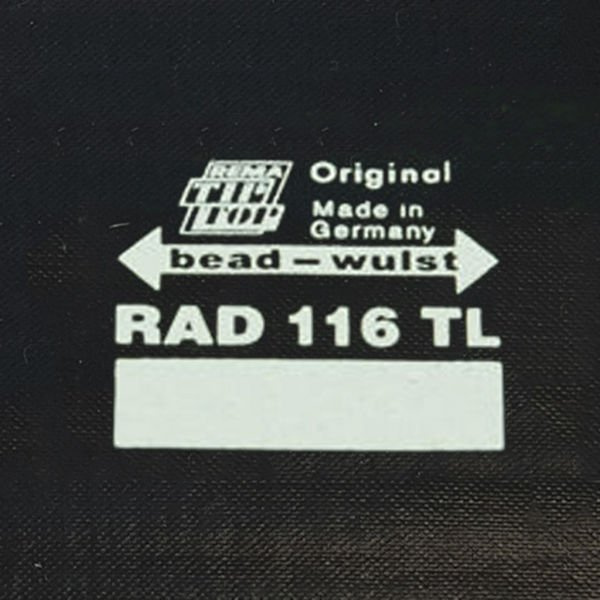 REMA
TIP
TOP
Original
Made in
Germany
bead – wulst
RAD 116 TL